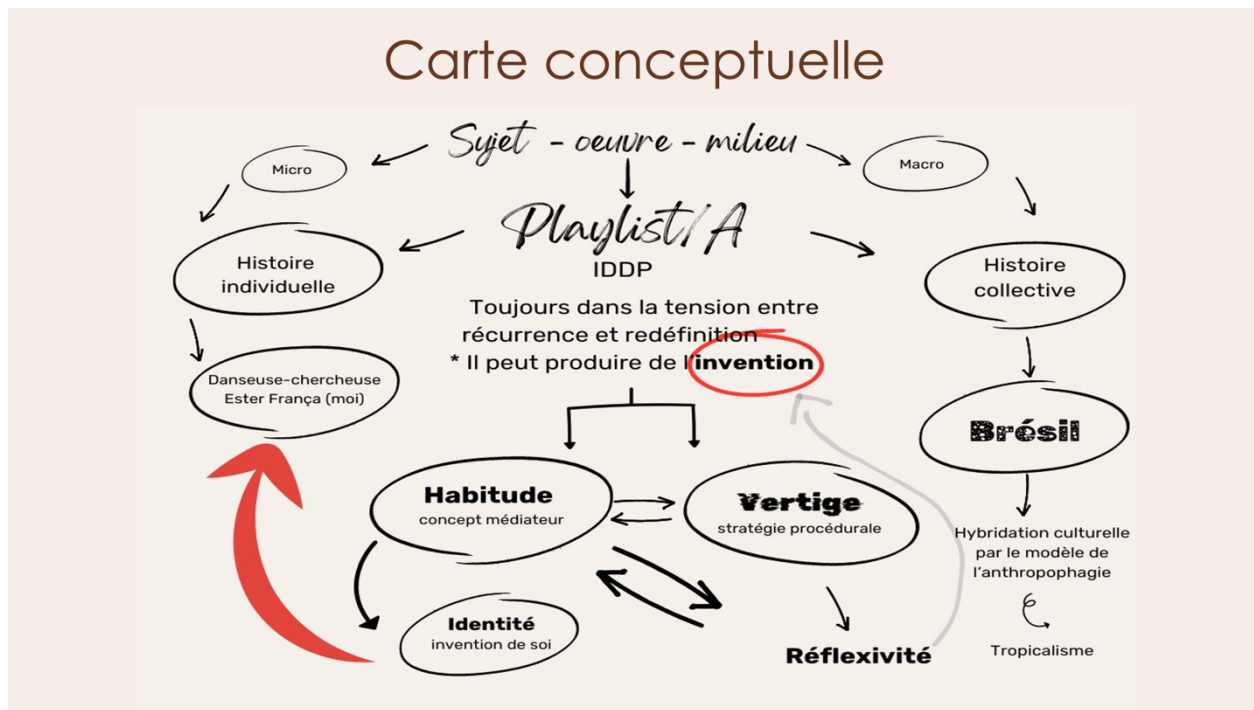 Carte conceptuelle
Sujet - oeuvre - milieu
Micro
Macro
Playlist/A
IDDP
Histoire
individuelle
Histoire
collective
Toujours dans la tension entre
récurrence et redéfinition
* Il peut produire de l'invention
Danseuse-chercheuse
Ester França (moi)
Brésil
Habitude
concept médiateur
Vertige
stratégie procédurale
Hybridation culturelle
par le modèle de
l'anthropophagie
Identité
invention de soi
Réflexivité
Tropicalisme